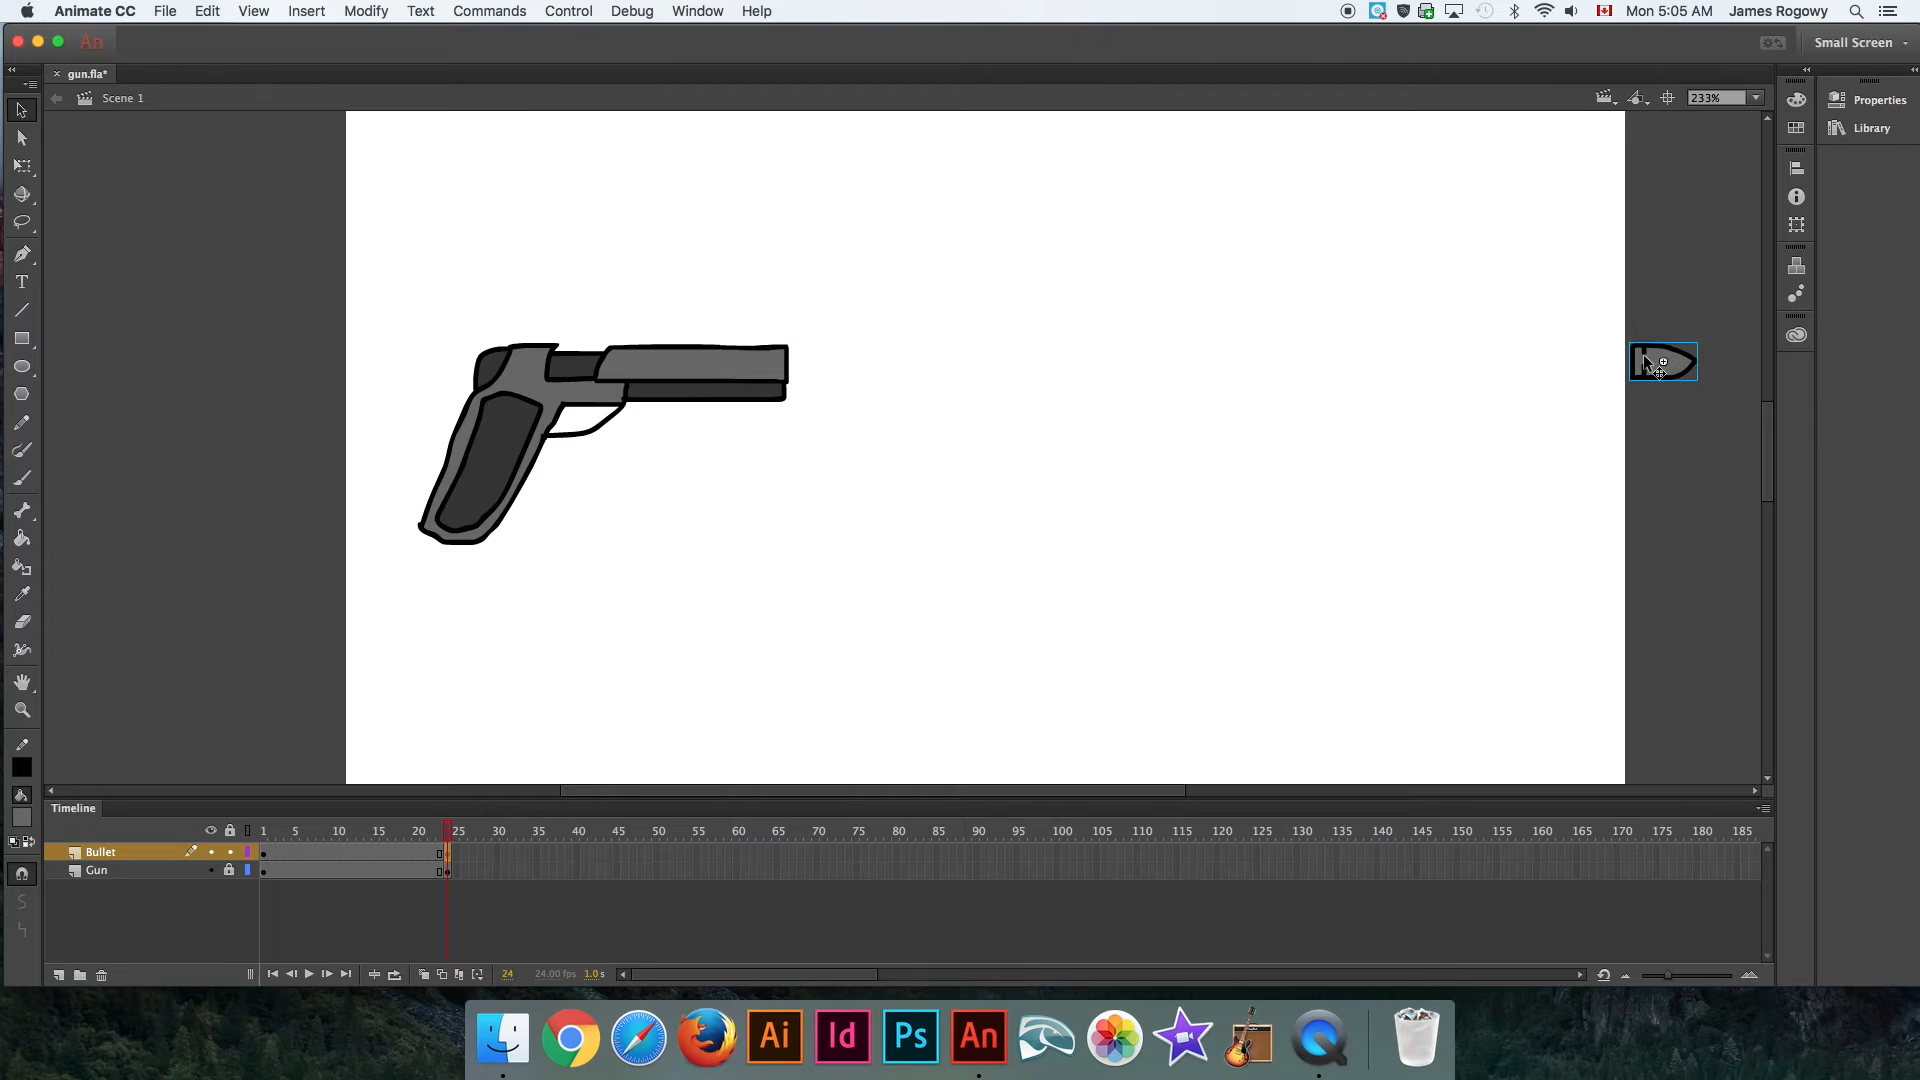 Animate CC File Edit View Insert Modify Text Commands Control Debug Window Help Mon 5:05 AM James Rogowy
An Small Screen
× gun.fla*
Scene 1 233%
Properties
Library
T
Timeline
1 5 10 15 20 25 30 35 40 45 50 55 60 65 70 75 80 85 90 95 100 105 110 115 120 125 130 135 140 145 150 155 160 165 170 175 180 185
Bullet
Gun
24 24.00 fps 1.0 s
Ai Id Ps An